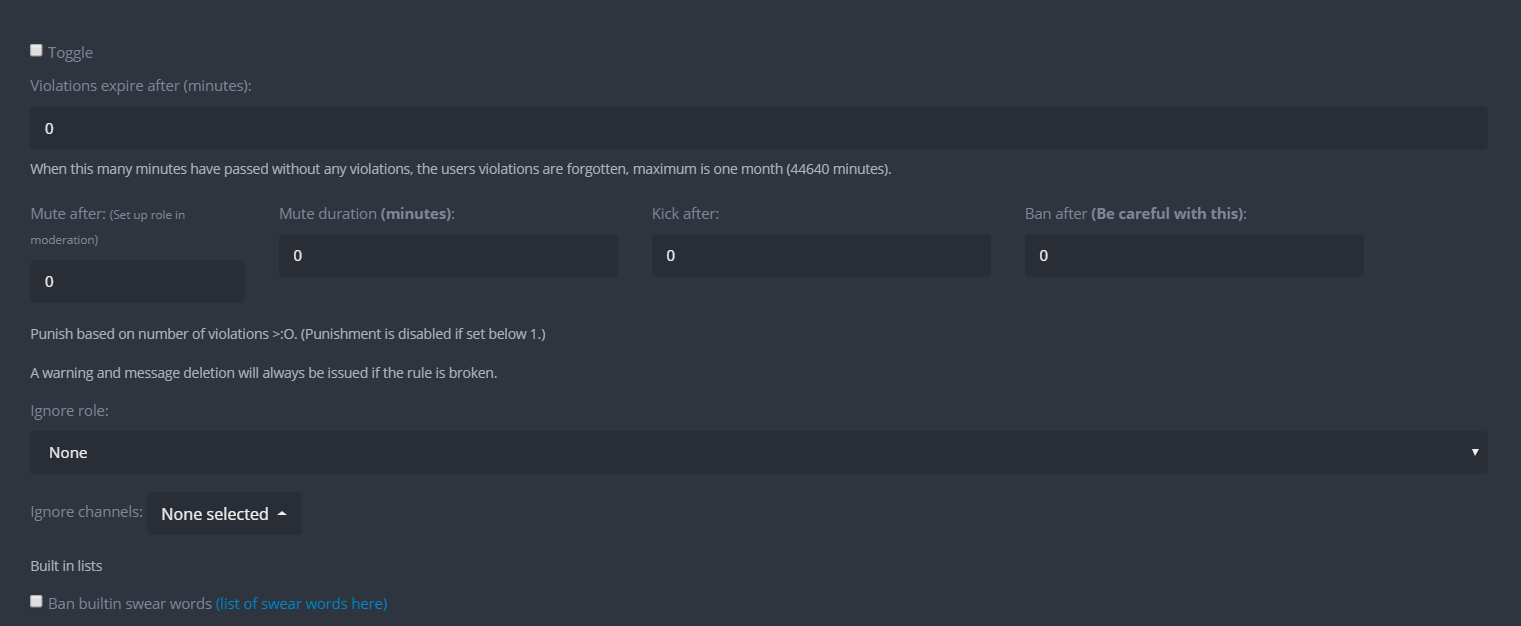 Toggle
Violations expire after (minutes):
0
When this many minutes have passed without any violations, the users violations are forgotten, maximum is one month (44640 minutes).
Mute after: (Set up role in
moderation)
0
Mute duration (minutes):
0
Kick after:
0
Ban after (Be careful with this):
0
Punish based on number of violations >:O. (Punishment is disabled if set below 1.)
A warning and message deletion will always be issued if the rule is broken.
Ignore role:
None
Ignore channels: None selected
Built in lists
Ban builtin swear words (list of swear words here)